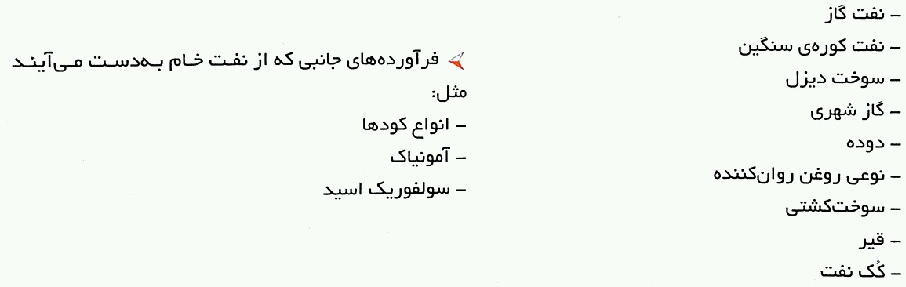 – نفت گاز
– نفت کوره‌ی سنگین
– سوخت دیزل
– گاز شهری
– دوده
– نوعی روغن روان‌کننده
– سوخت‌کشتی
– قیر
– کُک نفت
فرآورده‌های جانبی که از نفت خام به‌دست می‌آیند
مثل:
– انواع کودها
– آمونیاک
– سولفوریک اسید